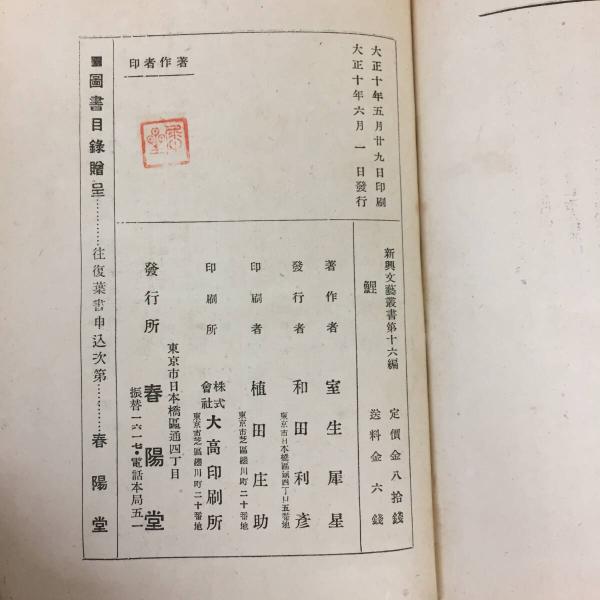 大正十年五月廿九日印刷
大正十年六月一日發行
著作者印
新興文藝叢書第十六編
鯉
定價金八拾錢
送料金六錢
著作者 室生犀星
發行者 和田利彥
東京市日本橋區通四丁目五番地
印刷者 植田庄助
東京市芝區櫻川町二十番地
印刷所 株式會社 大高印刷所
東京市芝區櫻川町二十番地
發行所 東京市日本橋區通四丁目
春陽堂
振替一六一七・電話本局五一
圖書目錄贈呈…………往復葉書申込次第…………春陽堂